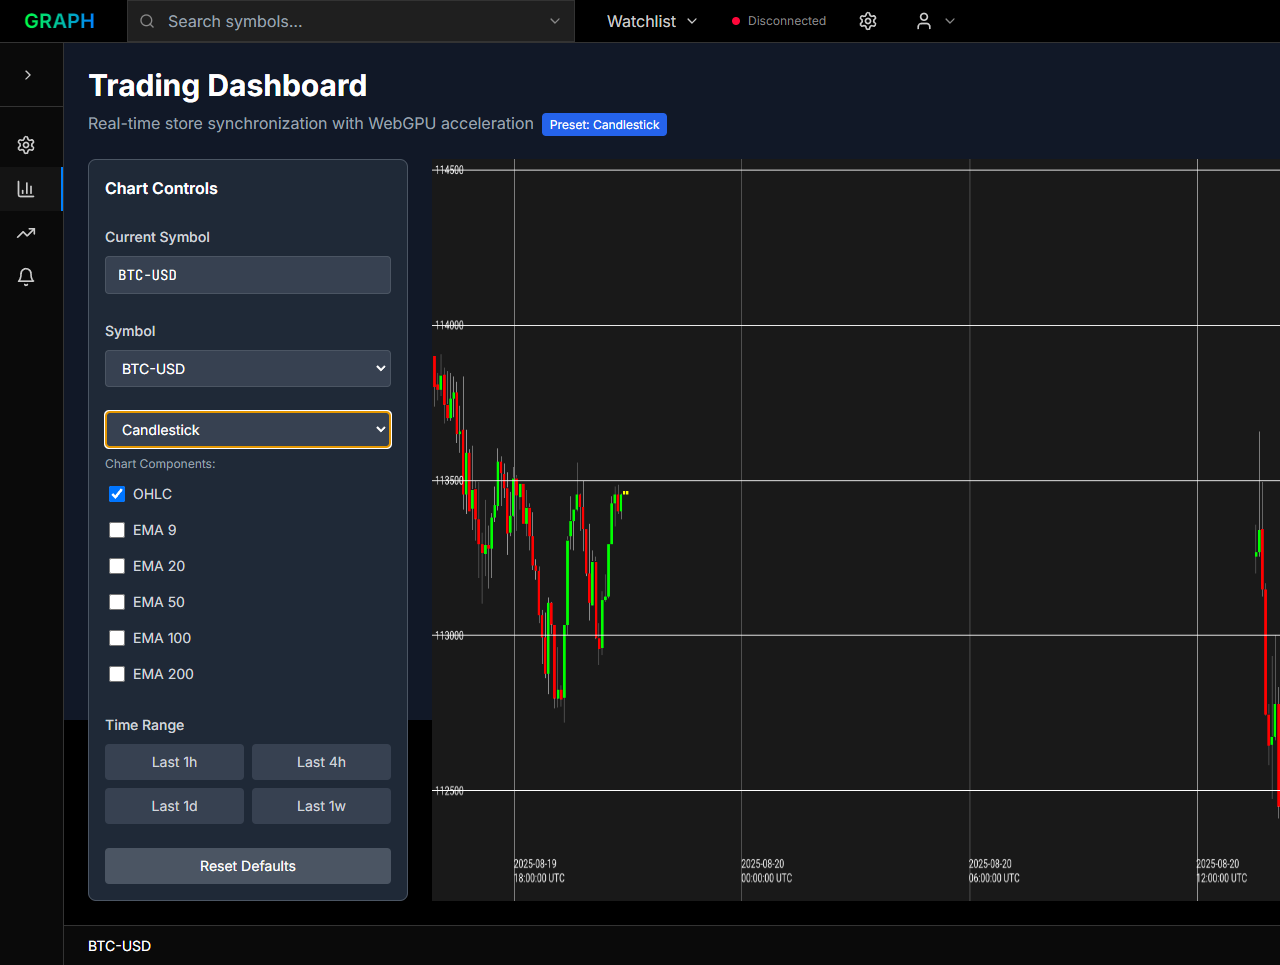 GRAPH
Search symbols...
Watchlist
Disconnected
Trading Dashboard
Real-time store synchronization with WebGPU acceleration
Preset: Candlestick
Chart Controls
Current Symbol
BTC-USD
Symbol
BTC-USD
Candlestick
Chart Components:
OHLC
EMA 9
EMA 20
EMA 50
EMA 100
EMA 200
Time Range
Last 1h
Last 4h
Last 1d
Last 1w
Reset Defaults
114500
114000
113500
113000
112500
2025-08-19
18:00:00 UTC
2025-08-20
00:00:00 UTC
2025-08-20
06:00:00 UTC
2025-08-20
12:00:00 UTC
BTC-USD